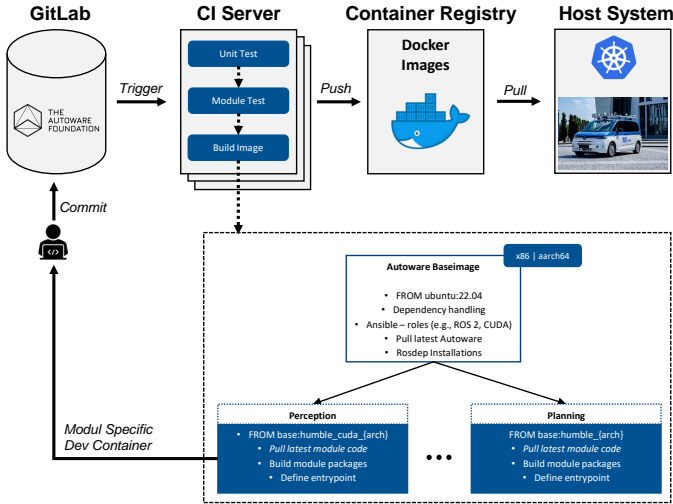 GitLab
CI Server
Container Registry
Host System
THE
AUTOWARE
FOUNDATION
Trigger
Unit Test
Module Test
Build Image
Push
Docker
Images
Pull
Commit
x86 | aarch64
Autoware Baseimage
• FROM ubuntu:22.04
• Dependency handling
• Ansible – roles (e.g., ROS 2, CUDA)
• Pull latest Autoware
• Rosdep Installations
Modul Specific
Dev Container
Perception
• FROM base:humble_cuda_{arch}
• Pull latest module code
• Build module packages
• Define entrypoint
•••
Planning
• FROM base:humble_{arch}
• Pull latest module code
• Build module packages
• Define entrypoint